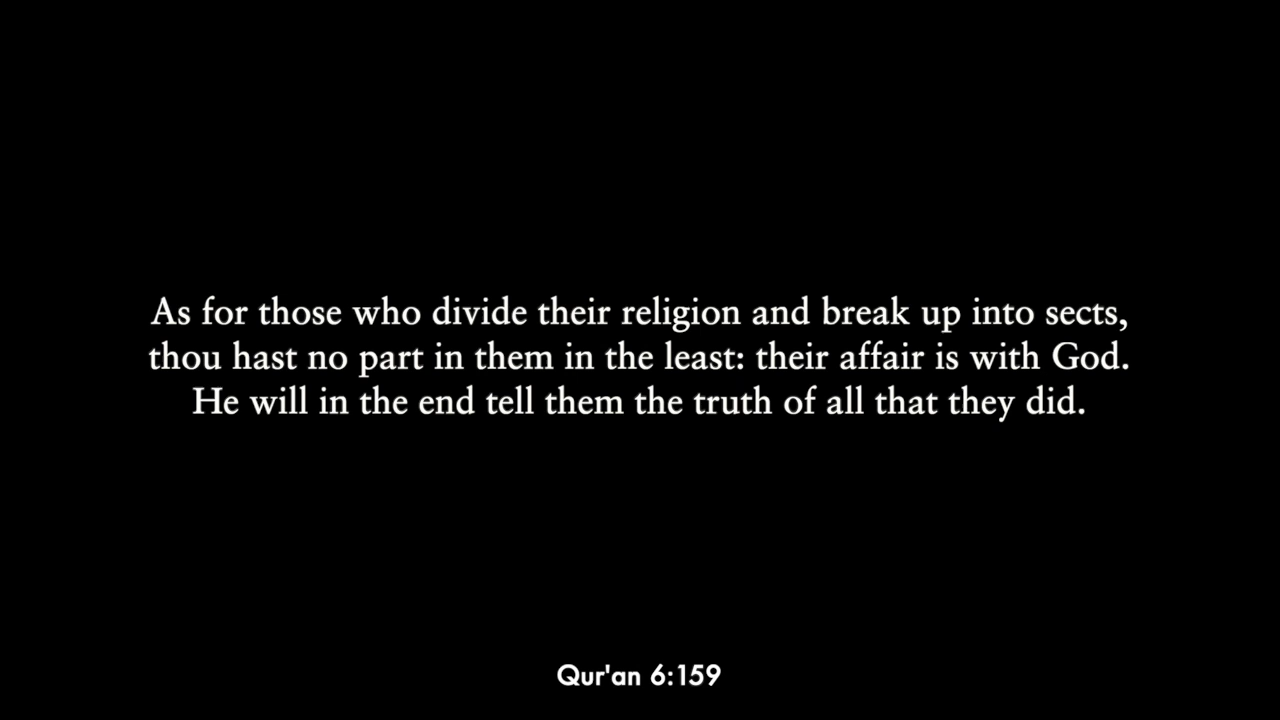 As for those who divide their religion and break up into sects,
thou hast no part in them in the least: their affair is with God.
He will in the end tell them the truth of all that they did.
Qur'an 6:159